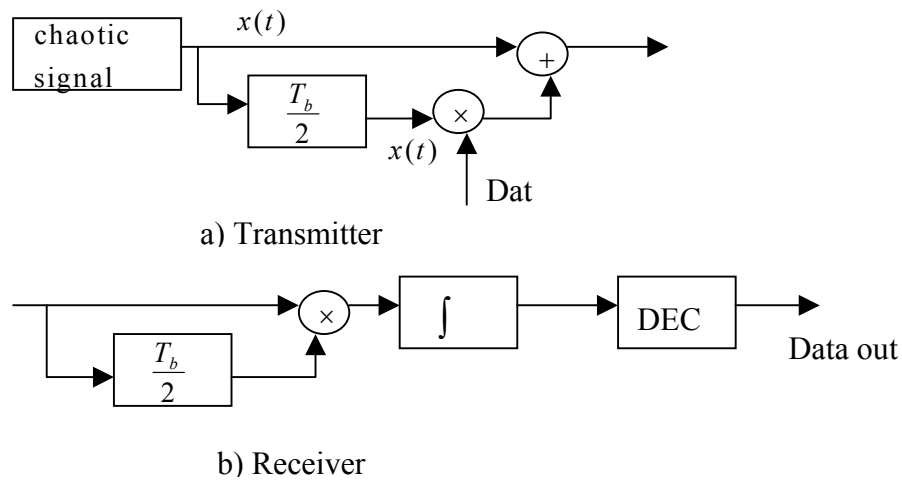 chaotic
signal
x(t)
+
T_b
2
×
x(t)
Dat
a) Transmitter
×
∫
DEC
T_b
2
Data out
b) Receiver